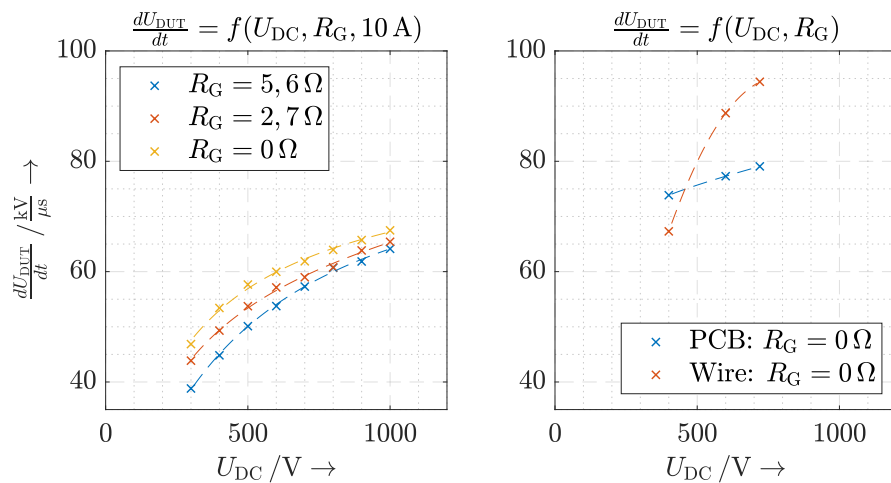 dU_DUT/dt = f(U_DC, R_G, 10 A)
100
80
60
40
dU_DUT/dt / kV/μs →
R_G = 5,6 Ω
R_G = 2,7 Ω
R_G = 0 Ω
0
500
1000
U_DC /V →
dU_DUT/dt = f(U_DC, R_G)
100
80
60
40
PCB: R_G = 0 Ω
Wire: R_G = 0 Ω
0
500
1000
U_DC /V →